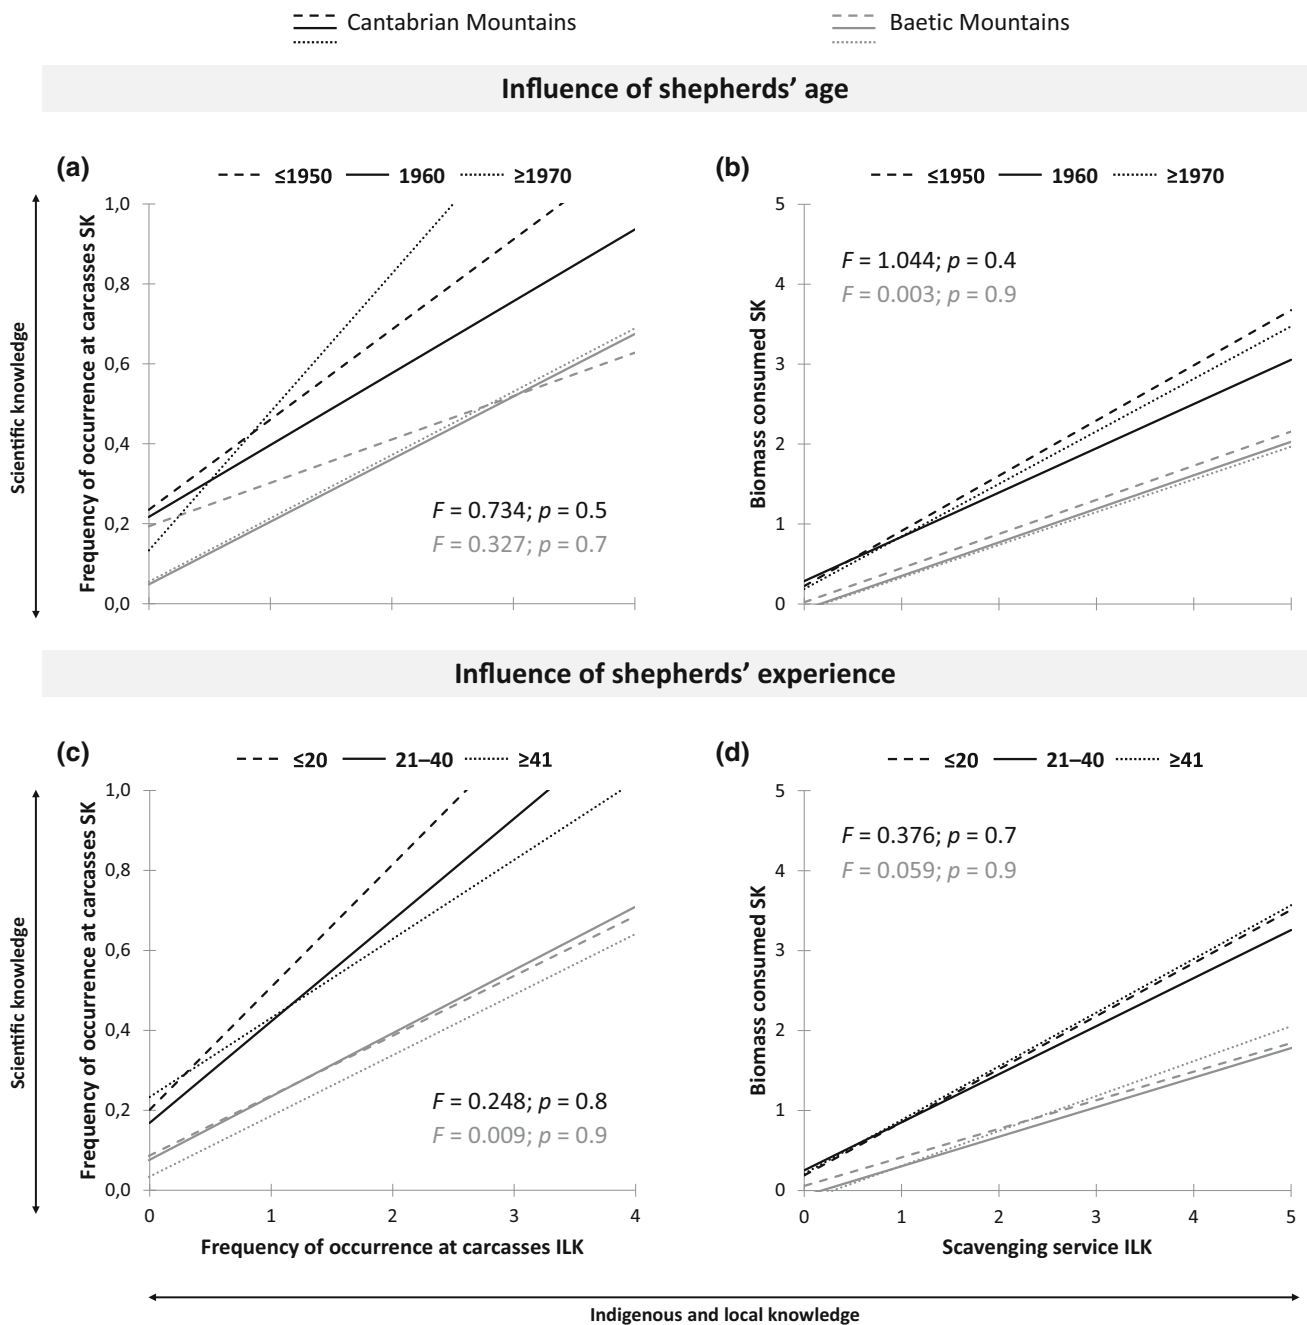 Cantabrian Mountains
Baetic Mountains
Influence of shepherds' age
(a)
≤1950 1960 ≥1970
Scientific knowledge
Frequency of occurrence at carcasses SK
1,0
0,8
0,6
0,4
0,2
0,0
F = 0.734; p = 0.5
F = 0.327; p = 0.7
(b)
≤1950 1960 ≥1970
Biomass consumed SK
5
4
3
2
1
0
F = 1.044; p = 0.4
F = 0.003; p = 0.9
Influence of shepherds' experience
(c)
≤20 21–40 ≥41
Scientific knowledge
Frequency of occurrence at carcasses SK
1,0
0,8
0,6
0,4
0,2
0,0
F = 0.248; p = 0.8
F = 0.009; p = 0.9
0 1 2 3 4
Frequency of occurrence at carcasses ILK
(d)
≤20 21–40 ≥41
Biomass consumed SK
5
4
3
2
1
0
F = 0.376; p = 0.7
F = 0.059; p = 0.9
0 1 2 3 4 5
Scavenging service ILK
Indigenous and local knowledge